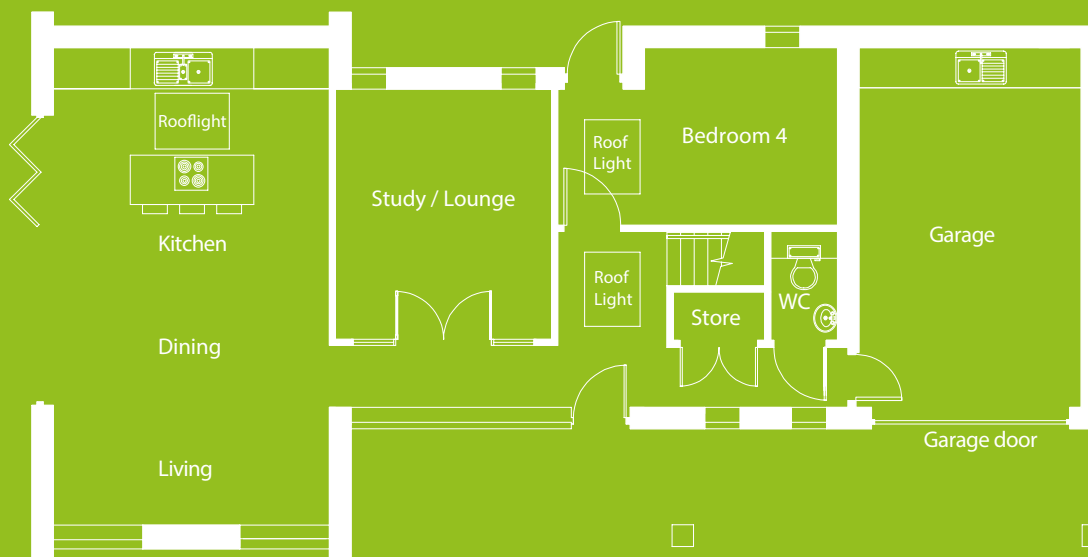 Rooflight
Roof
Light
Bedroom 4
Study / Lounge
Kitchen
Garage
Roof
Light
WC
Store
Dining
Garage door
Living